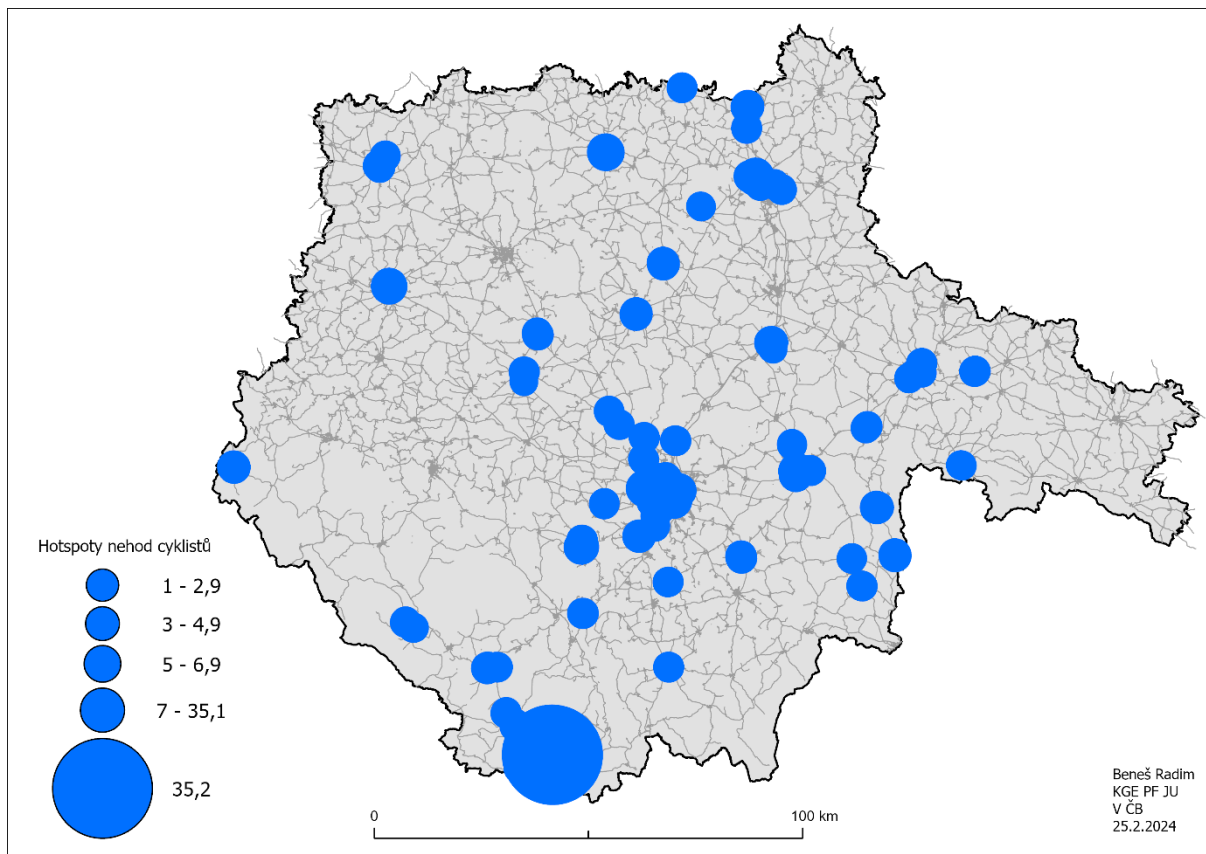 Hotspoty nehod cyklistů
1 - 2,9
3 - 4,9
5 - 6,9
7 - 35,1
35,2
0
100 km
Beneš Radim
KGE PF JU
V ČB
25.2.2024